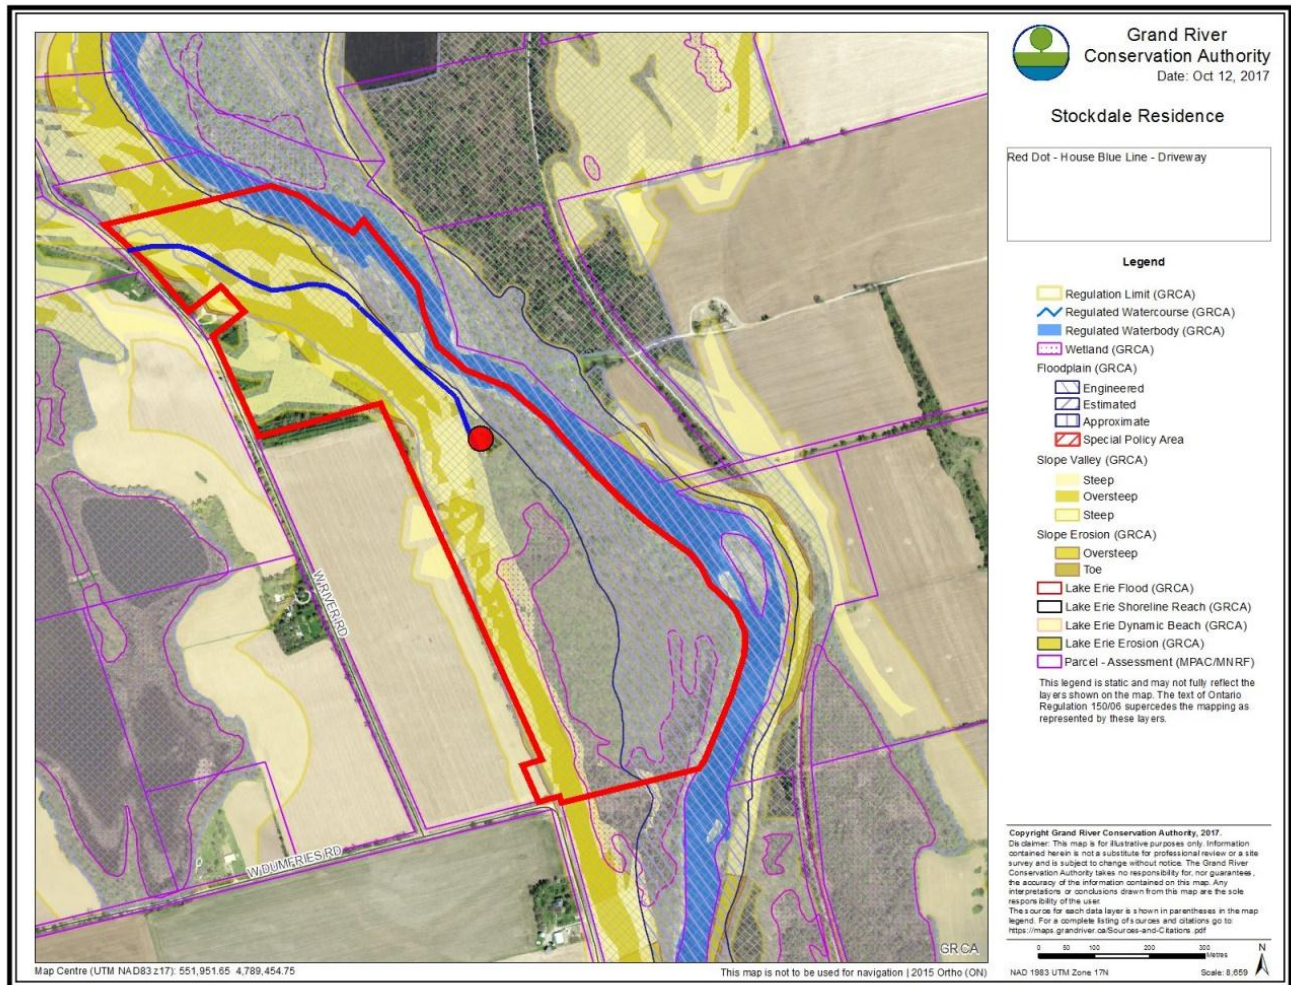 Grand River
Conservation Authority
Date: Oct 12, 2017
Stockdale Residence
Red Dot - House Blue Line - Driveway
Legend
Regulation Limit (GRCA)
Regulated Watercourse (GRCA)
Regulated Waterbody (GRCA)
Wetland (GRCA)
Floodplain (GRCA)
Engineered
Estimated
Approximate
Special Policy Area
Slope Valley (GRCA)
Steep
Oversteep
Steep
Slope Erosion (GRCA)
Oversteep
Toe
Lake Erie Flood (GRCA)
Lake Erie Shoreline Reach (GRCA)
Lake Erie Dynamic Beach (GRCA)
Lake Erie Erosion (GRCA)
Parcel - Assessment (MPAC/MNRF)
This legend is static and may not fully reflect the
layers shown on the map. The text of Ontario
Regulation 150/06 supercedes the mapping as
represented by these layers.
W RIVER RD
W DUMFRIES RD
GRCA
Copyright Grand River Conservation Authority, 2017.
Disclaimer: This map is for illustrative purposes only. Information
contained herein is not a substitute for professional review or a site
survey and is subject to change without notice. The Grand River
Conservation Authority takes no responsibility for, nor guarantees,
the accuracy of the information contained on this map. Any
interpretations or conclusions drawn from this map are the sole
responsibility of the user.
The source for each data layer is shown in parentheses in the map
legend. For a complete listing of sources and citations go to:
https://maps.grandriver.ca/Sources-and-Citations.pdf
0 50 100 200 300
Metres
N
NAD 1983 UTM Zone 17N
Scale: 8,659
Map Centre (UTM NAD83 z17): 551,951.65 4,789,454.75
This map is not to be used for navigation | 2015 Ortho (ON)